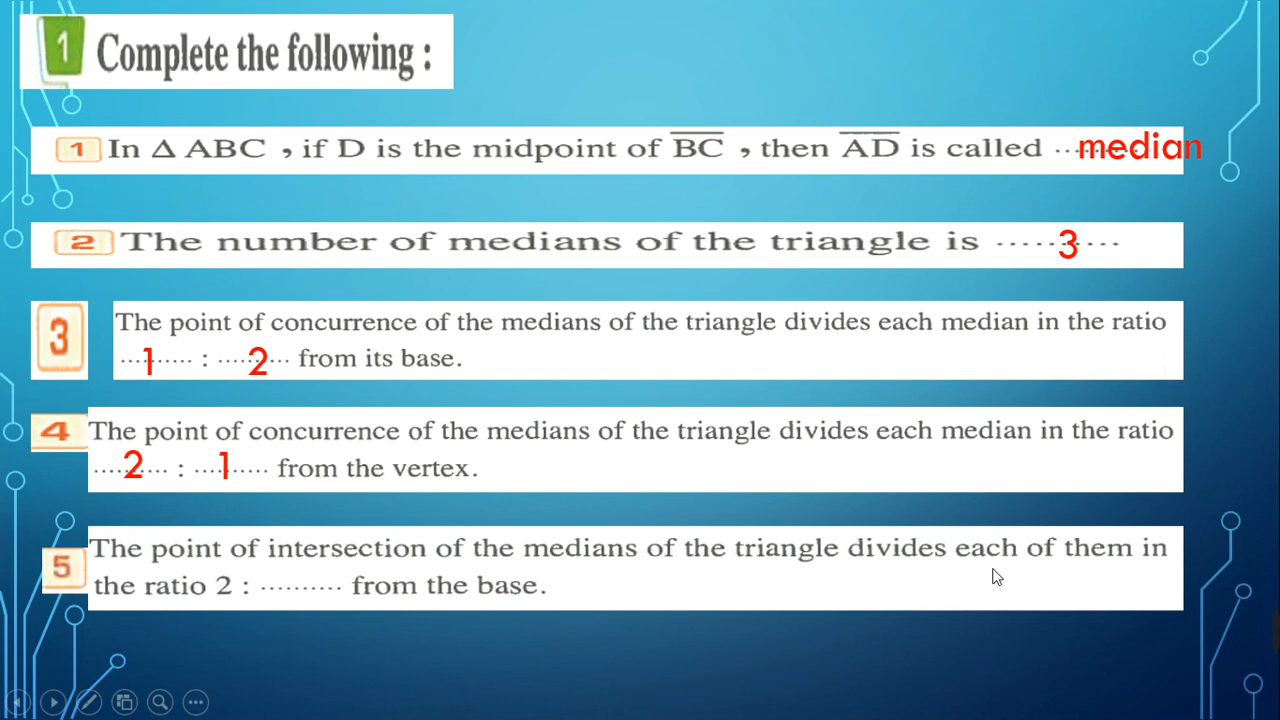 1 Complete the following :
1 In Δ ABC , if D is the midpoint of BC , then AD is called ...median
2 The number of medians of the triangle is ......3......
3 The point of concurrence of the medians of the triangle divides each median in the ratio
....1.... : ....2.... from its base.
4 The point of concurrence of the medians of the triangle divides each median in the ratio
....2.... : ....1.... from the vertex.
5 The point of intersection of the medians of the triangle divides each of them in
the ratio 2 : .......... from the base.